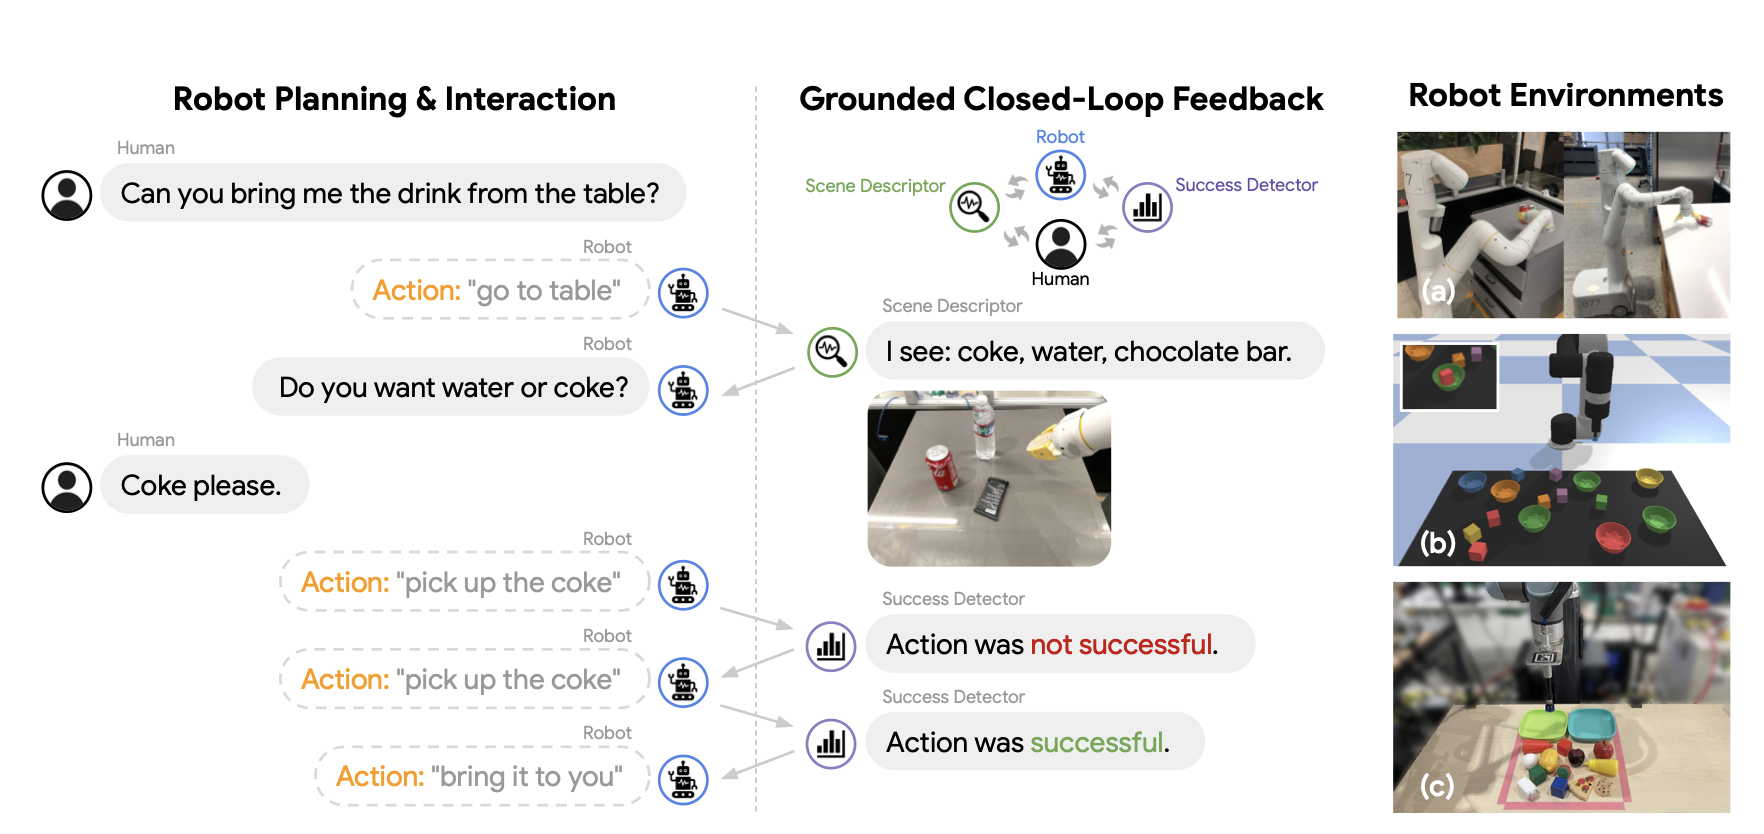 Robot Planning & Interaction
Human
Can you bring me the drink from the table?
Robot
Action: "go to table"
Robot
Do you want water or coke?
Human
Coke please.
Robot
Action: "pick up the coke"
Robot
Action: "pick up the coke"
Robot
Action: "bring it to you"
Grounded Closed-Loop Feedback
Robot
Scene Descriptor
Success Detector
Human
Scene Descriptor
I see: coke, water, chocolate bar.
Success Detector
Action was not successful.
Success Detector
Action was successful.
Robot Environments
(a)
(b)
(c)